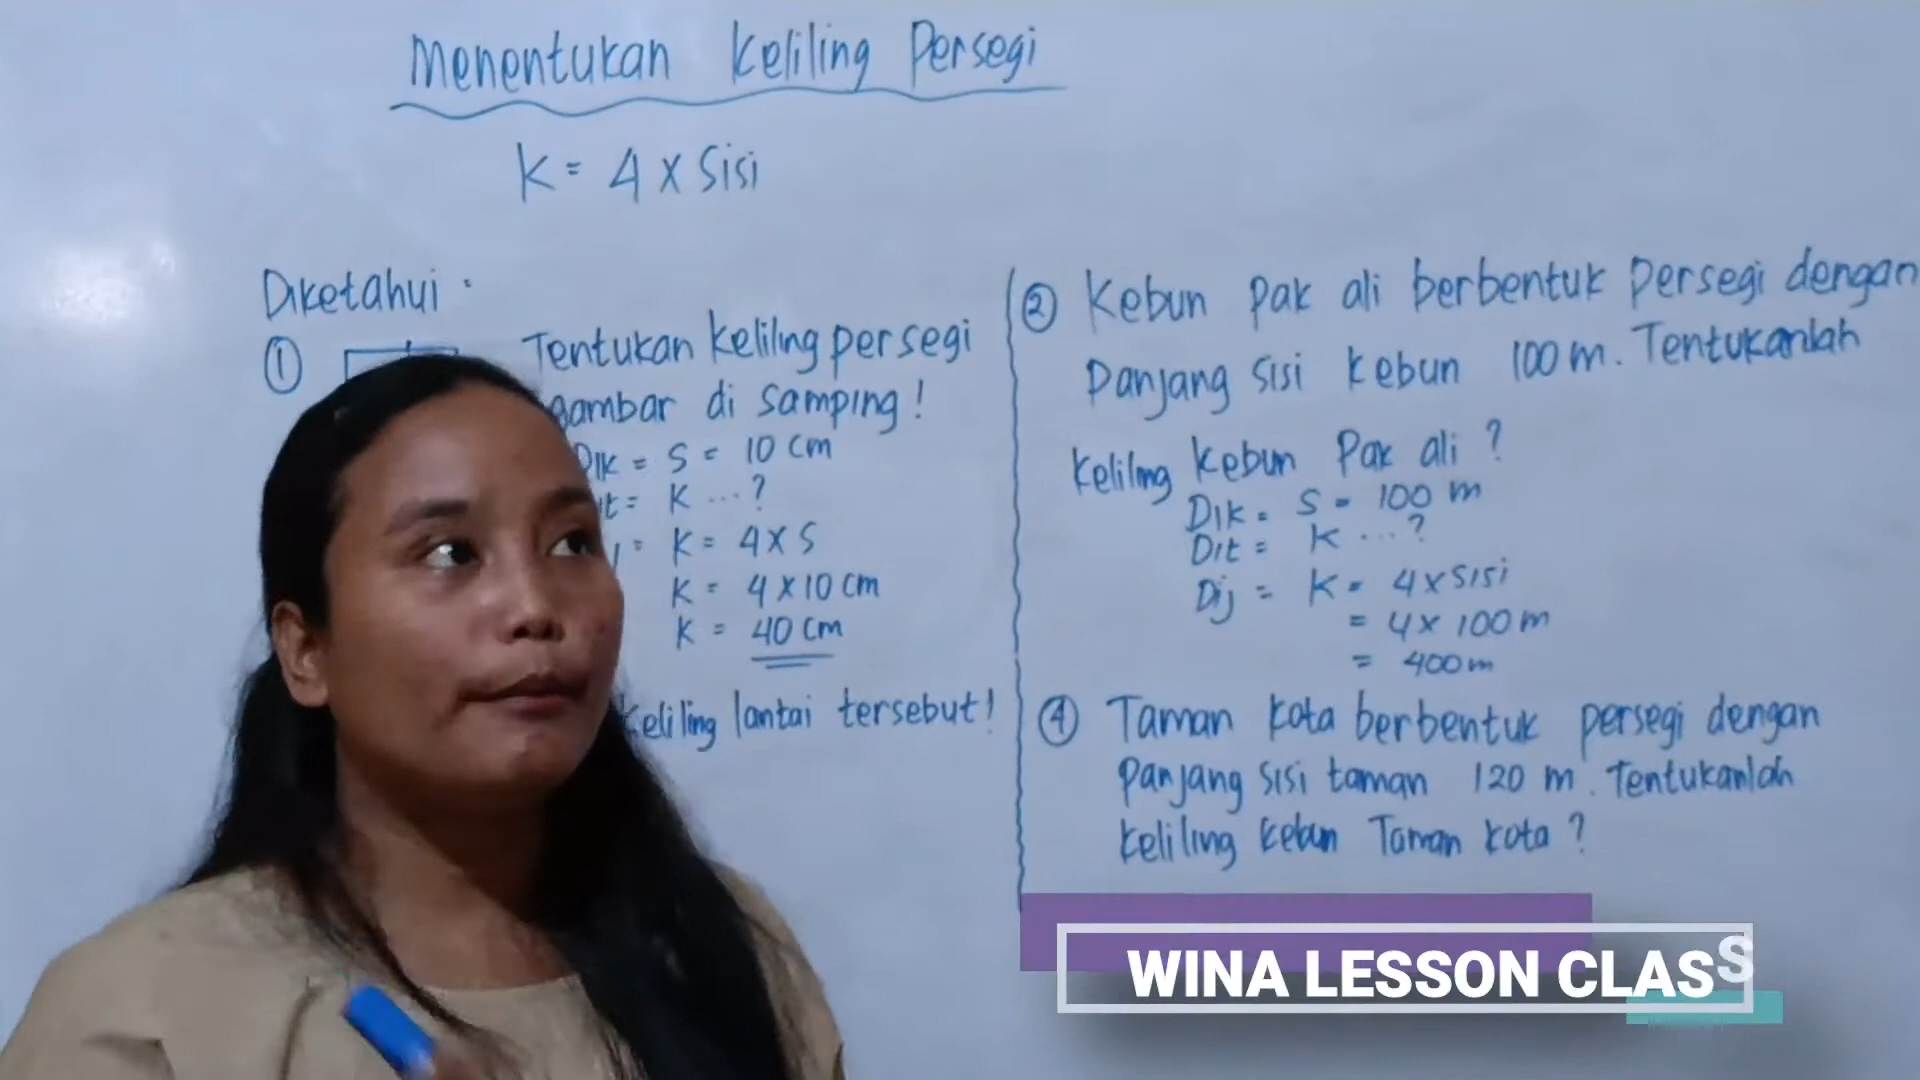 Menentukan Keliling Persegi
K = 4 x Sisi
Diketahui :
① Tentukan keliling persegi
gambar di samping!
Dik = S = 10 cm
K ...?
K = 4 x S
K = 4 x 10 cm
K = 40 cm
keliling lantai tersebut!
② Kebun Pak ali berbentuk Persegi dengan
Panjang sisi kebun 100 m. Tentukanlah
keliling kebun Pak ali ?
Dik = S = 100 m
Dit = K ...?
Dij = K = 4 x sisi
= 4 x 100 m
= 400 m
④ Taman kota berbentuk persegi dengan
Panjang sisi taman 120 m. Tentukanlah
keliling kebun Taman kota ?
WINA LESSON CLASS